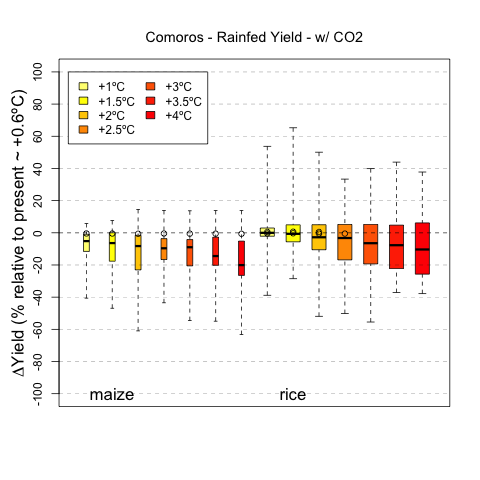 Comoros - Rainfed Yield - w/ CO2
ΔYield (% relative to present ~ +0.6ºC)
100
80
60
40
20
0
-20
-40
-60
-80
-100
+1ºC
+1.5ºC
+2ºC
+2.5ºC
+3ºC
+3.5ºC
+4ºC
maize
rice